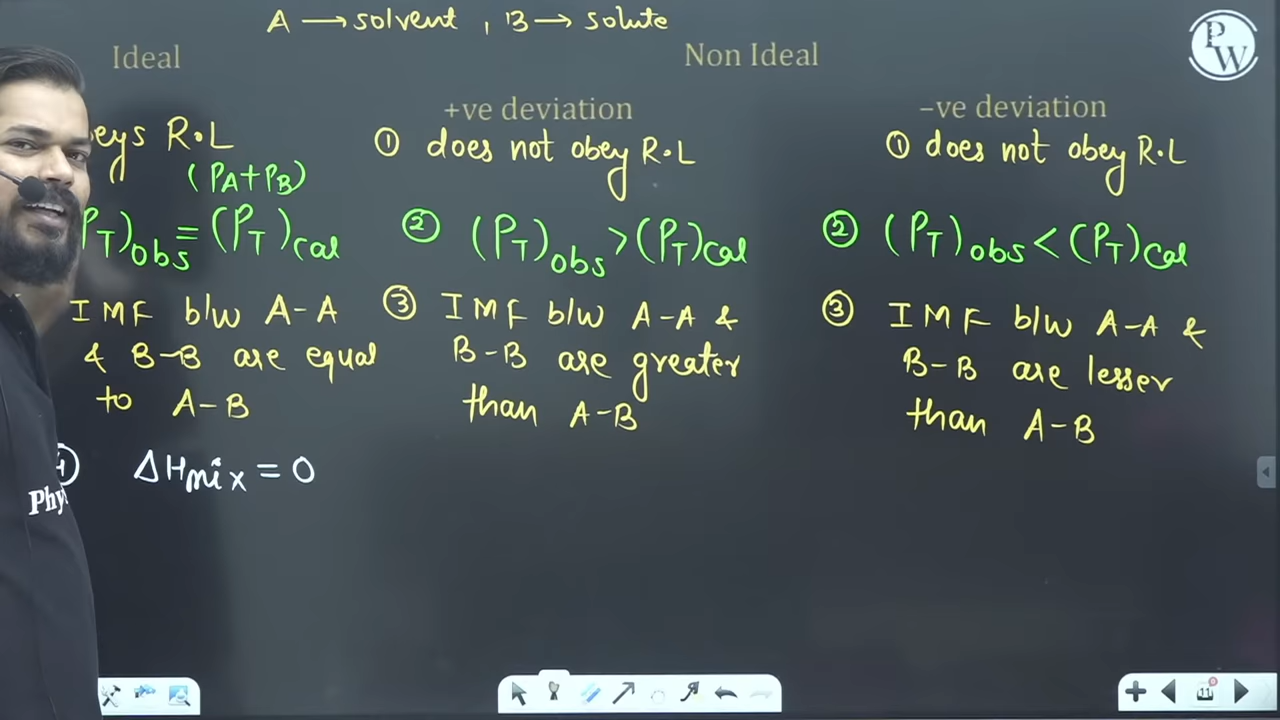 A → solvent , B → solute
Ideal
Non Ideal
PW
+ve deviation
-ve deviation
eys R.L
(PA+PB)
PT)obs = (PT)cal
IMF b/w A-A
& B-B are equal
to A-B
ΔHmix = 0
① does not obey R.L
② (PT)obs > (PT)cal
③ IMF b/w A-A &
B-B are greater
than A-B
① does not obey R.L
② (PT)obs < (PT)cal
③ IMF b/w A-A &
B-B are lesser
than A-B
Phy